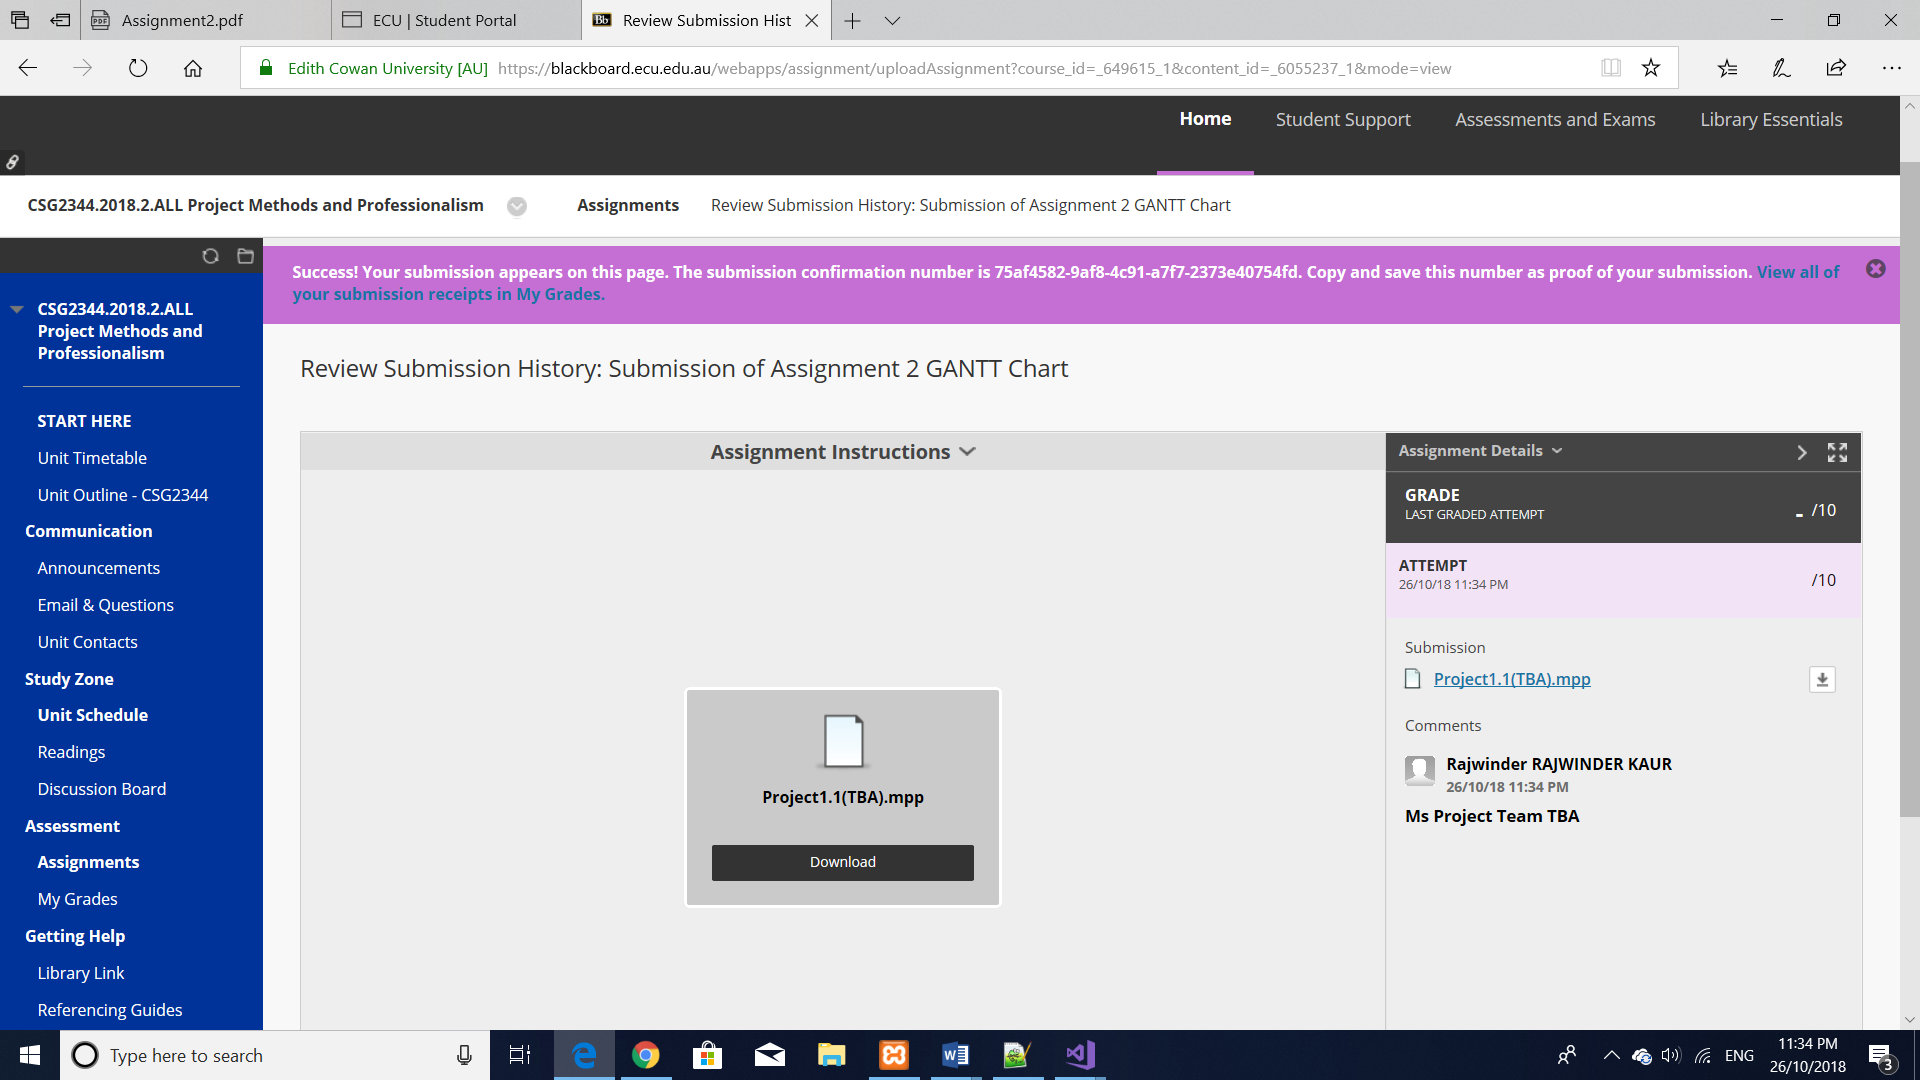 Assignment2.pdf
ECU | Student Portal
Bb Review Submission Hist
Edith Cowan University [AU] https://blackboard.ecu.edu.au/webapps/assignment/uploadAssignment?course_id=_649615_1&content_id=_6055237_1&mode=view
Home Student Support Assessments and Exams Library Essentials
CSG2344.2018.2.ALL Project Methods and Professionalism Assignments Review Submission History: Submission of Assignment 2 GANTT Chart
Success! Your submission appears on this page. The submission confirmation number is 75af4582-9af8-4c91-a7f7-2373e40754fd. Copy and save this number as proof of your submission. View all of
your submission receipts in My Grades.
CSG2344.2018.2.ALL
Project Methods and
Professionalism
START HERE
Unit Timetable
Unit Outline - CSG2344
Communication
Announcements
Email & Questions
Unit Contacts
Study Zone
Unit Schedule
Readings
Discussion Board
Assessment
Assignments
My Grades
Getting Help
Library Link
Referencing Guides
Review Submission History: Submission of Assignment 2 GANTT Chart
Assignment Instructions
Project1.1(TBA).mpp
Download
Assignment Details
GRADE
LAST GRADED ATTEMPT
- /10
ATTEMPT
26/10/18 11:34 PM
/10
Submission
Project1.1(TBA).mpp
Comments
Rajwinder RAJWINDER KAUR
26/10/18 11:34 PM
Ms Project Team TBA
Type here to search
ENG
11:34 PM
26/10/2018
3